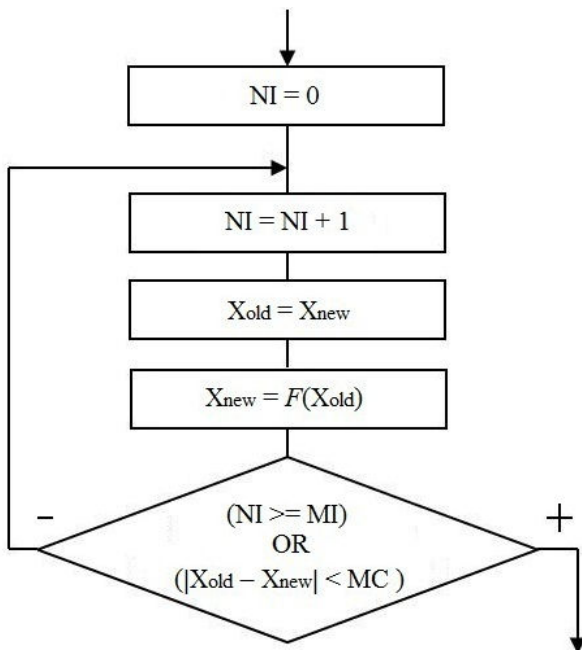 NI = 0
NI = NI + 1
Xold = Xnew
Xnew = F(Xold)
(NI >= MI)
OR
(|Xold – Xnew| < MC )
–
+